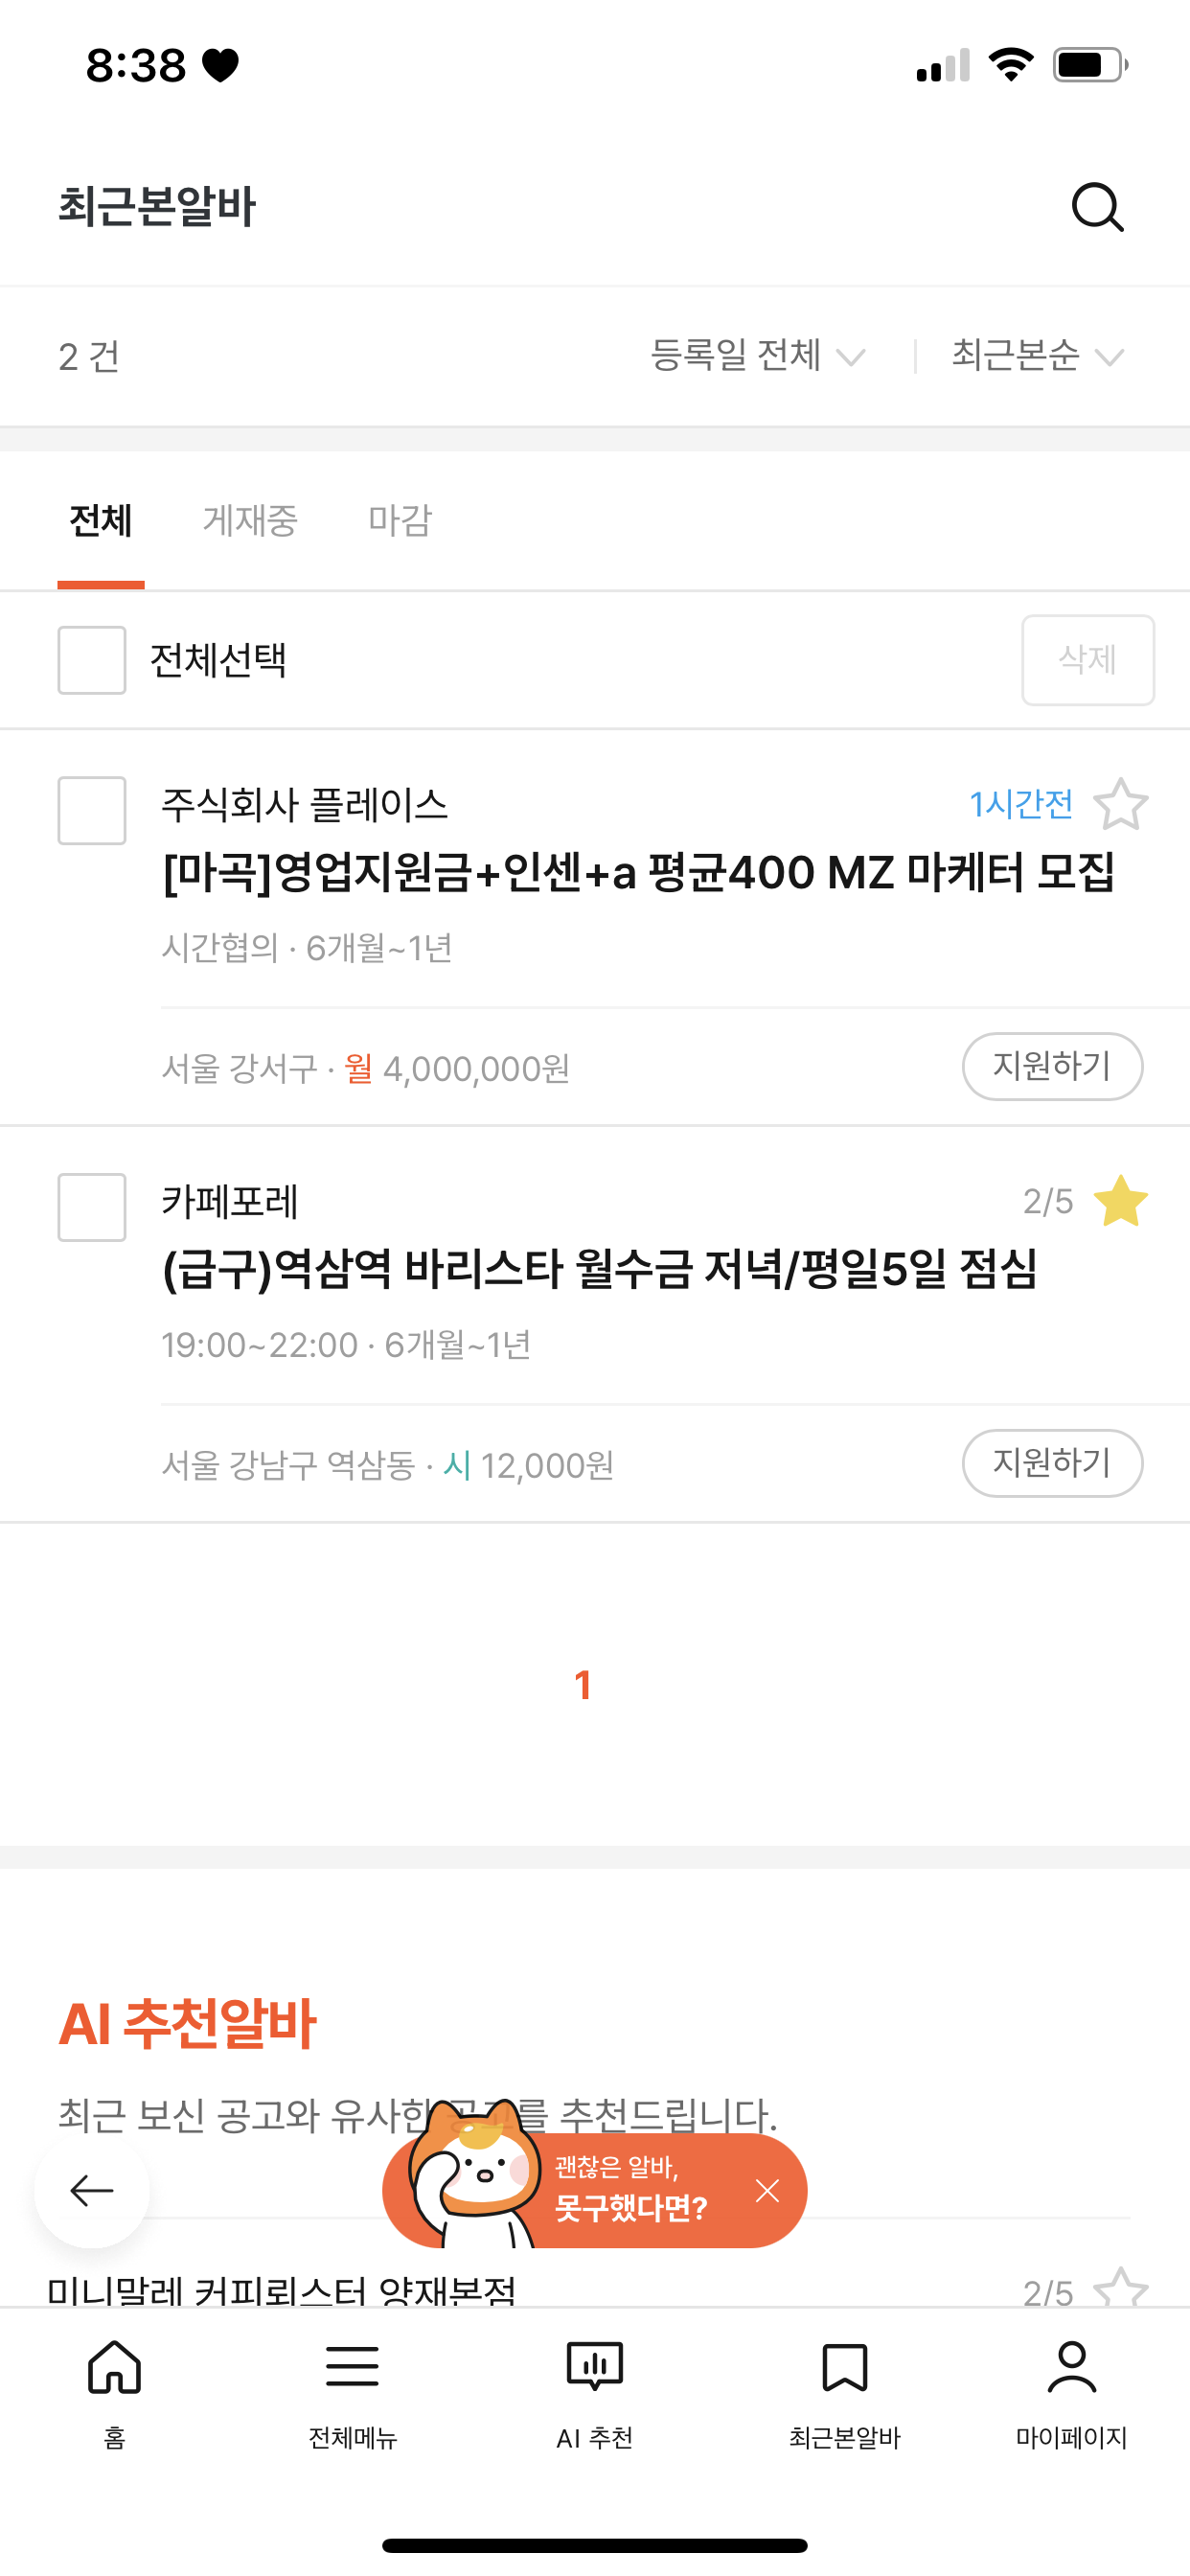 8:38
최근본알바
2 건
등록일 전체
최근본순
전체 게재중 마감
전체선택
삭제
주식회사 플레이스
1시간전
[마곡]영업지원금+인센+a 평균400 MZ 마케터 모집
시간협의 · 6개월~1년
서울 강서구 · 월 4,000,000원
지원하기
카페포레
2/5
(급구)역삼역 바리스타 월수금 저녁/평일5일 점심
19:00~22:00 · 6개월~1년
서울 강남구 역삼동 · 시 12,000원
지원하기
1
AI 추천알바
최근 보신 공고와 유사한 공고를 추천드립니다.
괜찮은 알바,
못구했다면?
미니말레 커피뢰스터 양재본점
2/5
홈
전체메뉴
AI 추천
최근본알바
마이페이지